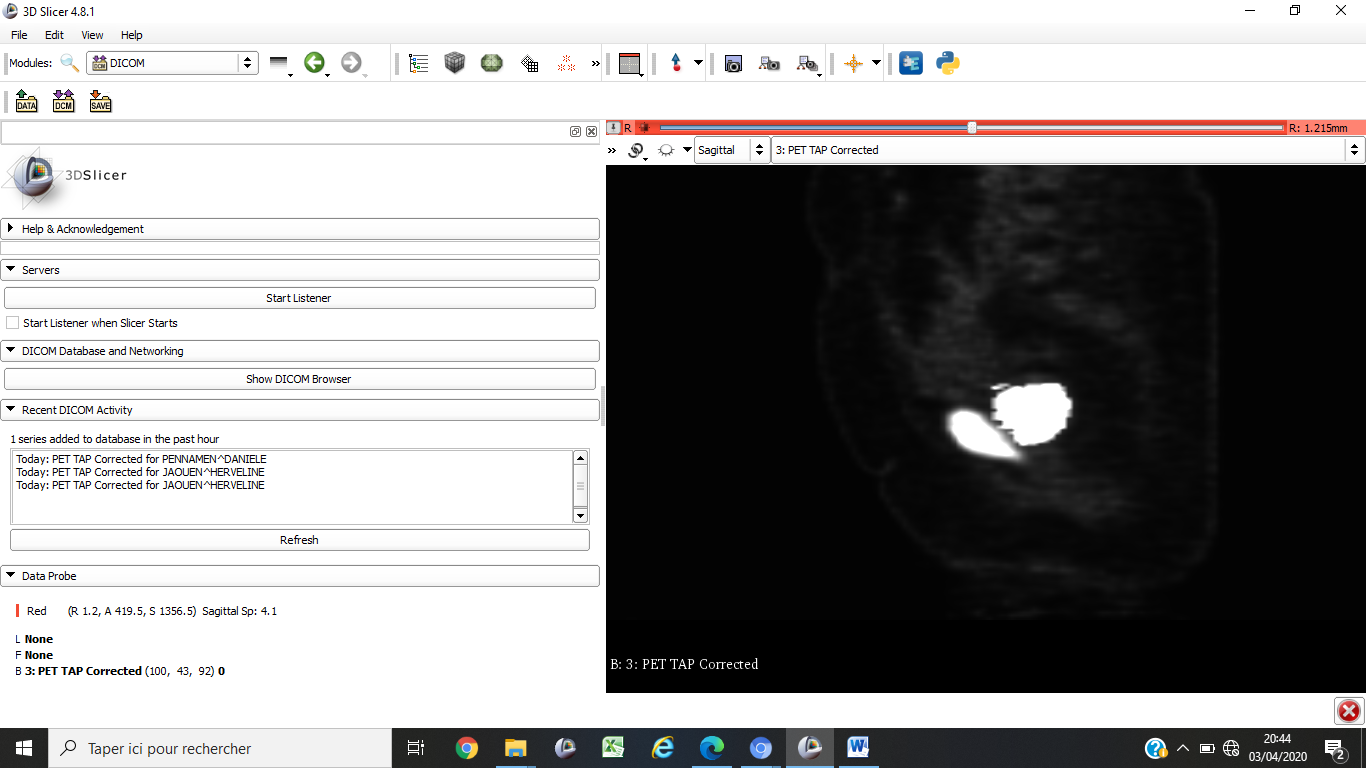 3D Slicer 4.8.1
File Edit View Help
Modules: DICOM »
DATA DCM SAVE
3DSlicer
Help & Acknowledgement
Servers
Start Listener
Start Listener when Slicer Starts
DICOM Database and Networking
Show DICOM Browser
Recent DICOM Activity
1 series added to database in the past hour
Today: PET TAP Corrected for PENNAMEN^DANIELE
Today: PET TAP Corrected for JAOUEN^HERVELINE
Today: PET TAP Corrected for JAOUEN^HERVELINE
Refresh
Data Probe
Red (R 1.2, A 419.5, S 1356.5) Sagittal Sp: 4.1
L None
F None
B 3: PET TAP Corrected (100, 43, 92) 0
R R: 1.215mm
» Sagittal 3: PET TAP Corrected
B: 3: PET TAP Corrected
Taper ici pour rechercher
20:44
03/04/2020
2